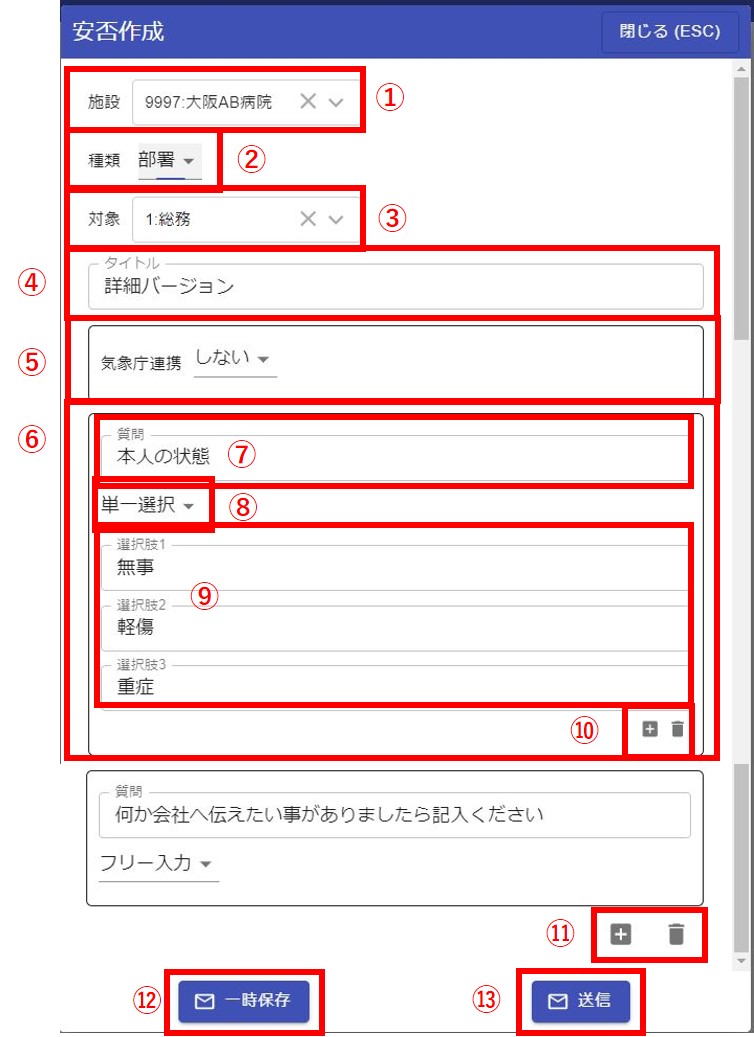 安否作成 閉じる (ESC)
施設 9997:大阪AB病院 ①
種類 部署 ②
対象 1:総務 ③
タイトル
④ 詳細バージョン
⑤ 気象庁連携 しない
⑥
質問
本人の状態 ⑦
単一選択 ⑧
選択肢1
無事
⑨
選択肢2
軽傷
選択肢3
重症
⑩
質問
何か会社へ伝えたい事がありましたら記入ください
フリー入力
⑪
⑫ 一時保存 ⑬ 送信